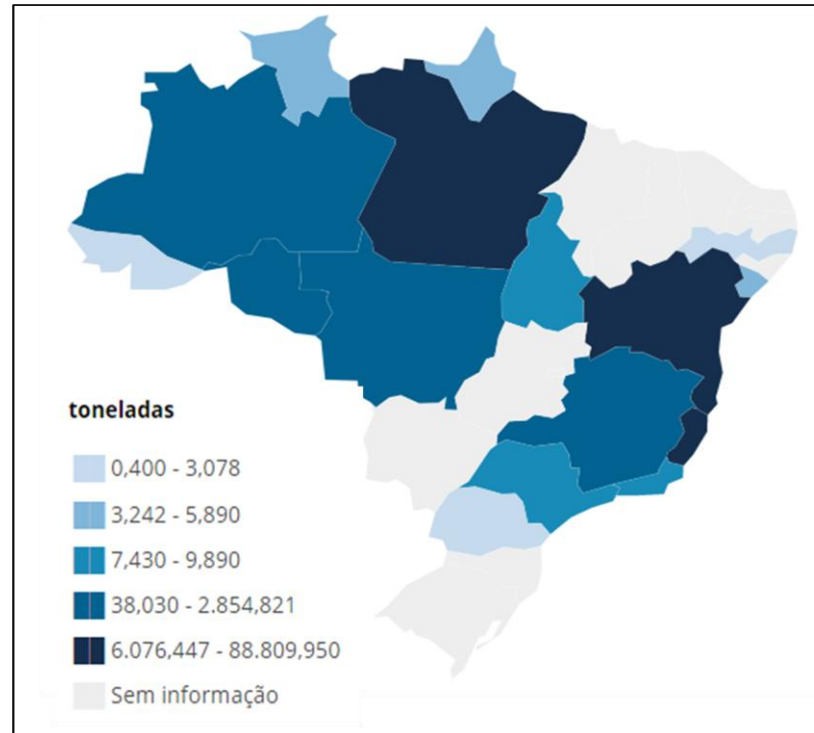 toneladas
0,400 - 3,078
3,242 - 5,890
7,430 - 9,890
38,030 - 2.854,821
6.076,447 - 88.809,950
Sem informação